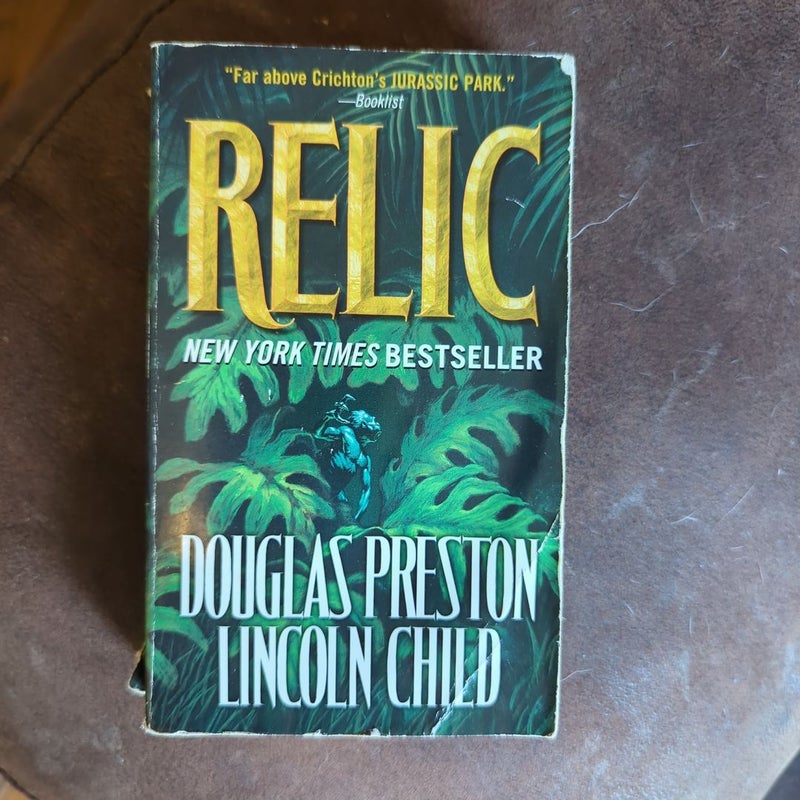 “Far above Crichton’s JURASSIC PARK.”
—Booklist
RELIC
NEW YORK TIMES BESTSELLER
DOUGLAS PRESTON
LINCOLN CHILD